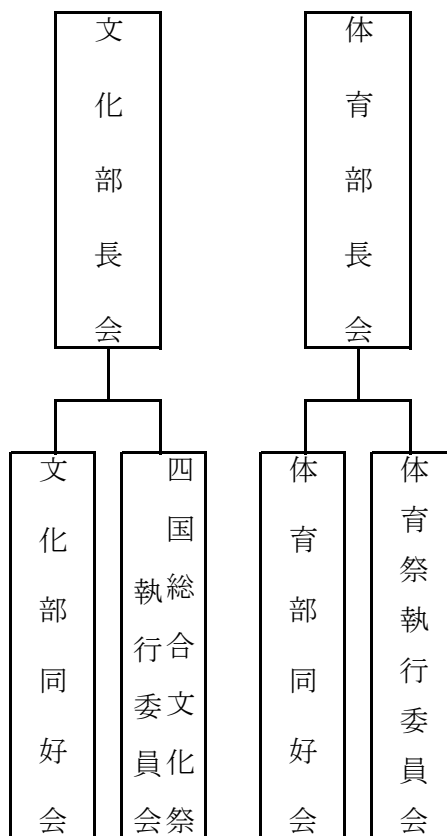 文化部長会
体育部長会
文化部同好会
四国総合文化祭
執行委員会
体育部同好会
体育祭執行委員会